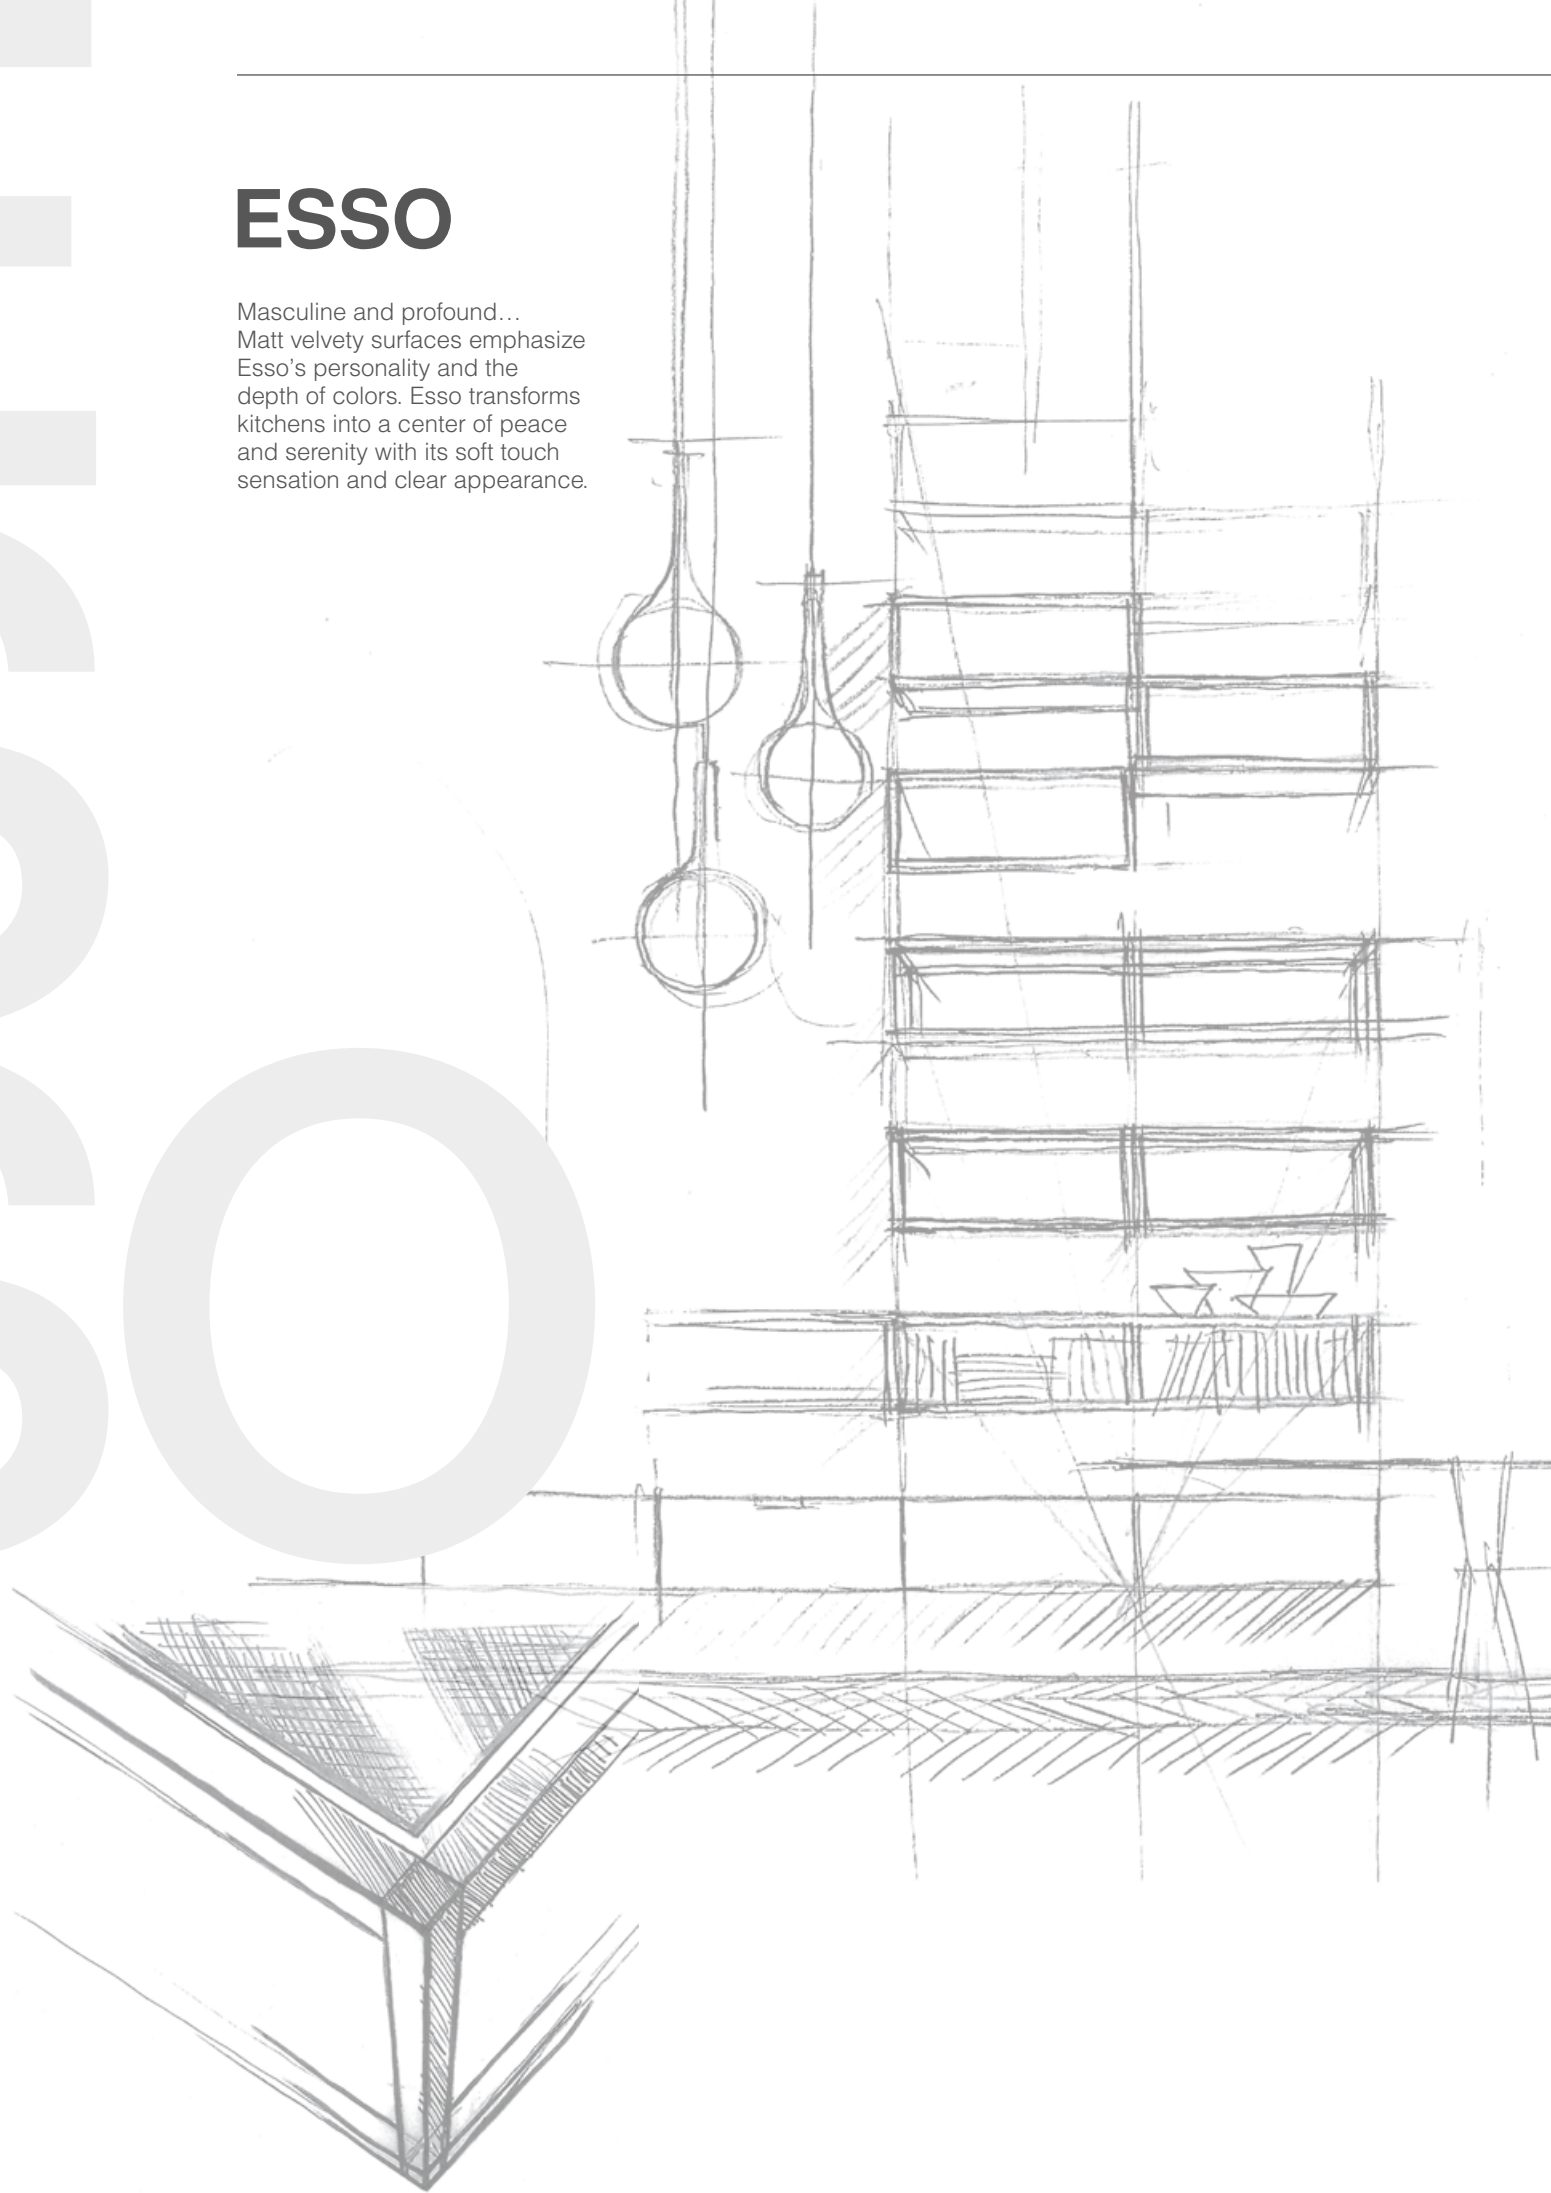 ESSO
Masculine and profound…
Matt velvety surfaces emphasize
Esso’s personality and the
depth of colors. Esso transforms
kitchens into a center of peace
and serenity with its soft touch
sensation and clear appearance.